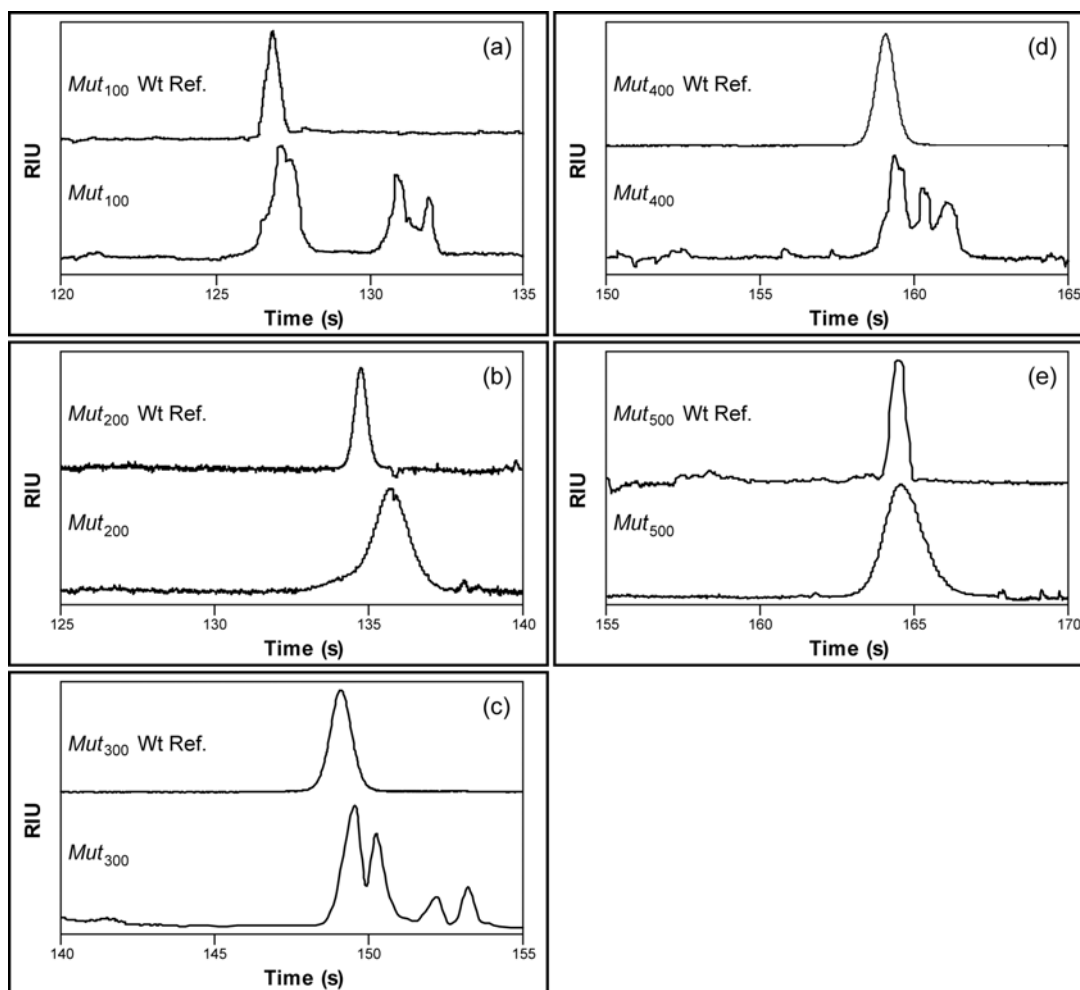 (a)
Mut100 Wt Ref.
Mut100
RIU
120 125 130 135
Time (s)
(b)
Mut200 Wt Ref.
Mut200
RIU
125 130 135 140
Time (s)
(c)
Mut300 Wt Ref.
Mut300
RIU
140 145 150 155
Time (s)
(d)
Mut400 Wt Ref.
Mut400
RIU
150 155 160 165
Time (s)
(e)
Mut500 Wt Ref.
Mut500
RIU
155 160 165 170
Time (s)